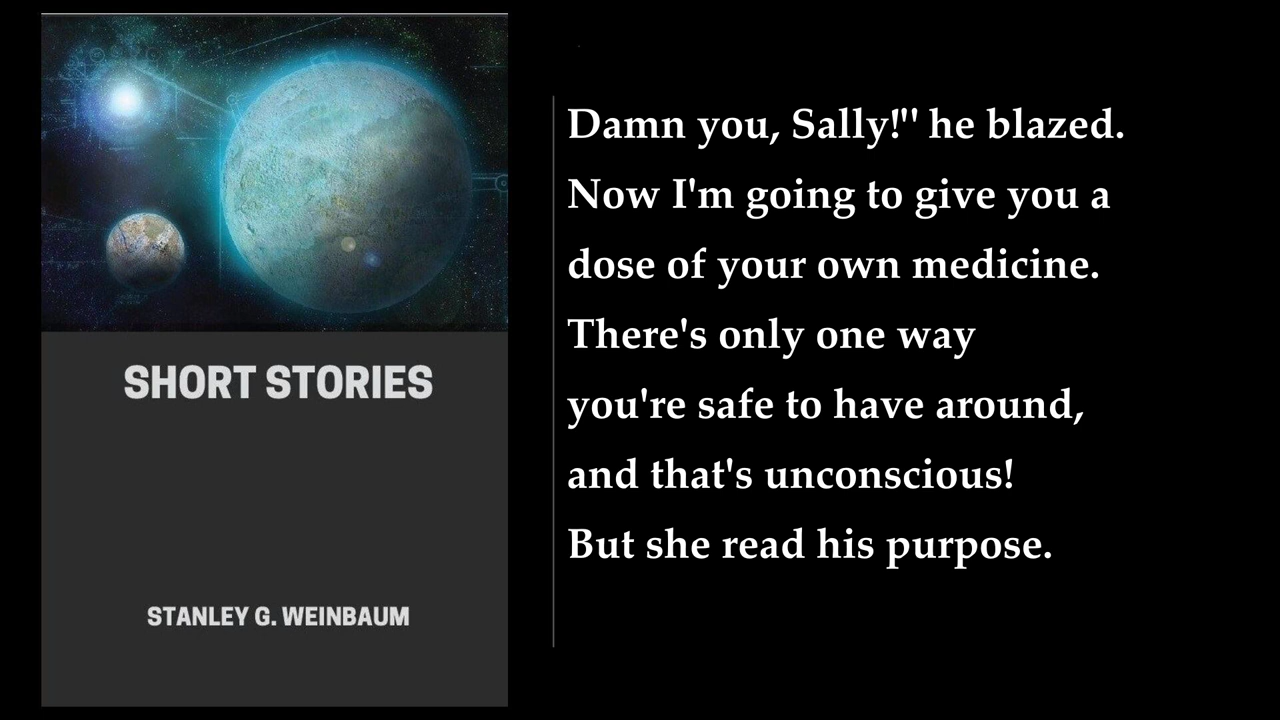 SHORT STORIES
STANLEY G. WEINBAUM
Damn you, Sally!" he blazed.
Now I'm going to give you a
dose of your own medicine.
There's only one way
you're safe to have around,
and that's unconscious!
But she read his purpose.